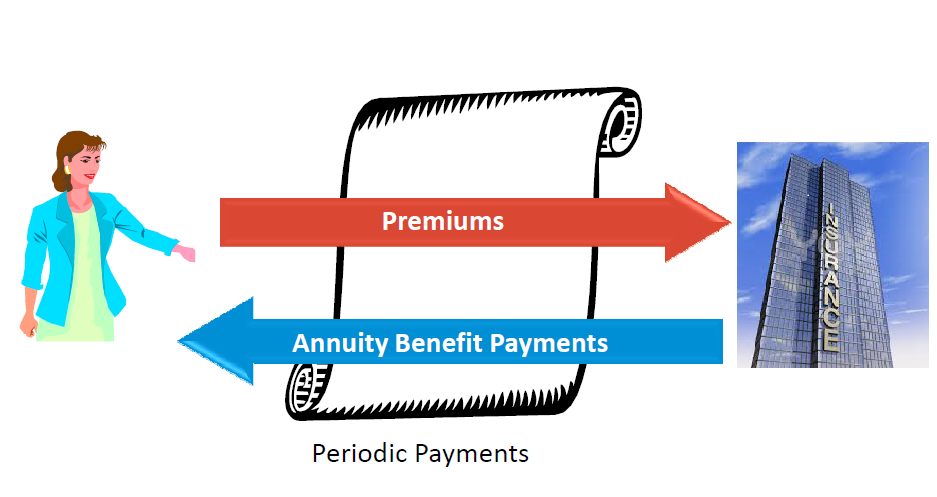 Premiums
INSURANCE
Annuity Benefit Payments
Periodic Payments